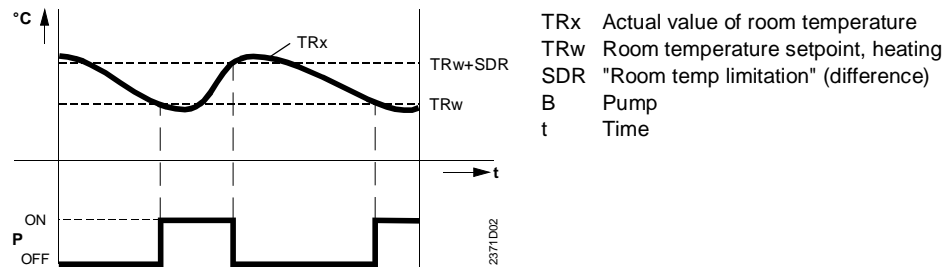 °C
TRx
TRw+SDR
TRw
t
ON
P
OFF
2371D02
TRx Actual value of room temperature
TRw Room temperature setpoint, heating
SDR "Room temp limitation" (difference)
B Pump
t Time